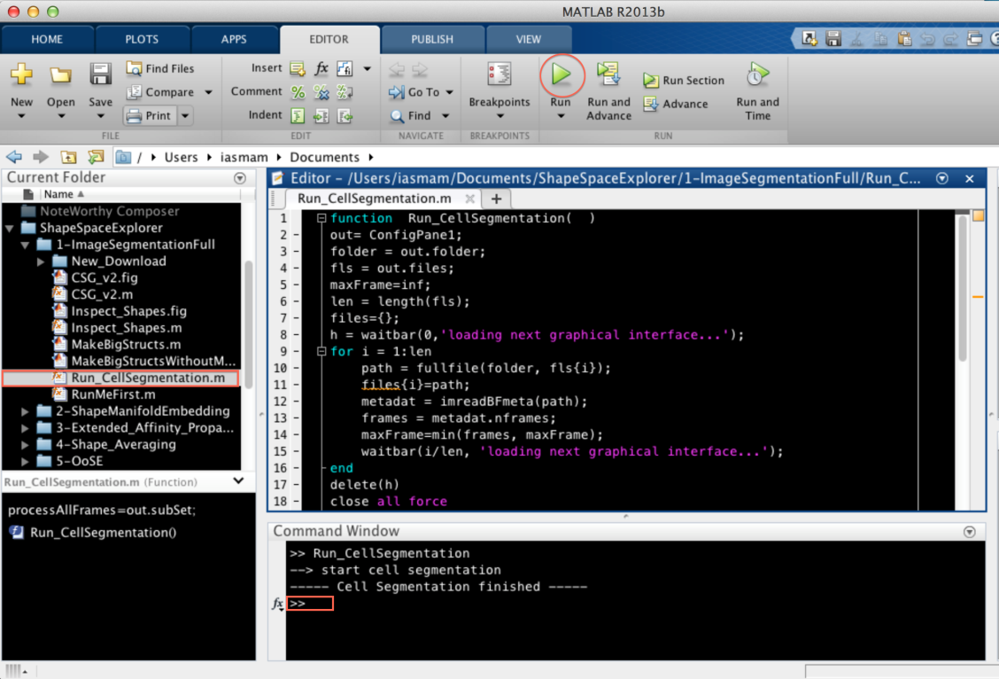 MATLAB R2013b
HOME PLOTS APPS EDITOR PUBLISH VIEW
New Open Save
Find Files
Compare
Print
FILE
Insert fx
Comment
Indent
EDIT
Go To
Find
NAVIGATE
Breakpoints
BREAKPOINTS
Run
Run and Advance
Run Section
Advance
Run and Time
RUN
/ Users iasmam Documents
Current Folder
Name
NoteWorthy Composer
ShapeSpaceExplorer
1-ImageSegmentationFull
New_Download
CSG_v2.fig
CSG_v2.m
Inspect_Shapes.fig
Inspect_Shapes.m
MakeBigStructs.m
MakeBigStructsWithoutM...
Run_CellSegmentation.m
RunMeFirst.m
2-ShapeManifoldEmbedding
3-Extended_Affinity_Propa...
4-Shape_Averaging
5-OoSE
Run_CellSegmentation.m (Function)
processAllFrames=out.subSet;
Run_CellSegmentation()
Editor - /Users/iasmam/Documents/ShapeSpaceExplorer/1-ImageSegmentationFull/Run_C...
Run_CellSegmentation.m
1 function Run_CellSegmentation( )
2 - out= ConfigPane1;
3 - folder = out.folder;
4 - fls = out.files;
5 - maxFrame=inf;
6 - len = length(fls);
7 - files={};
8 - h = waitbar(0,'loading next graphical interface...');
9 - for i = 1:len
10 - path = fullfile(folder, fls{i});
11 - files{i}=path;
12 - metadat = imreadBFmeta(path);
13 - frames = metadat.nframes;
14 - maxFrame=min(frames, maxFrame);
15 - waitbar(i/len, 'loading next graphical interface...');
16 - end
17 - delete(h)
18 - close all force
Command Window
>> Run_CellSegmentation
--> start cell segmentation
----- Cell Segmentation finished -----
fx >>